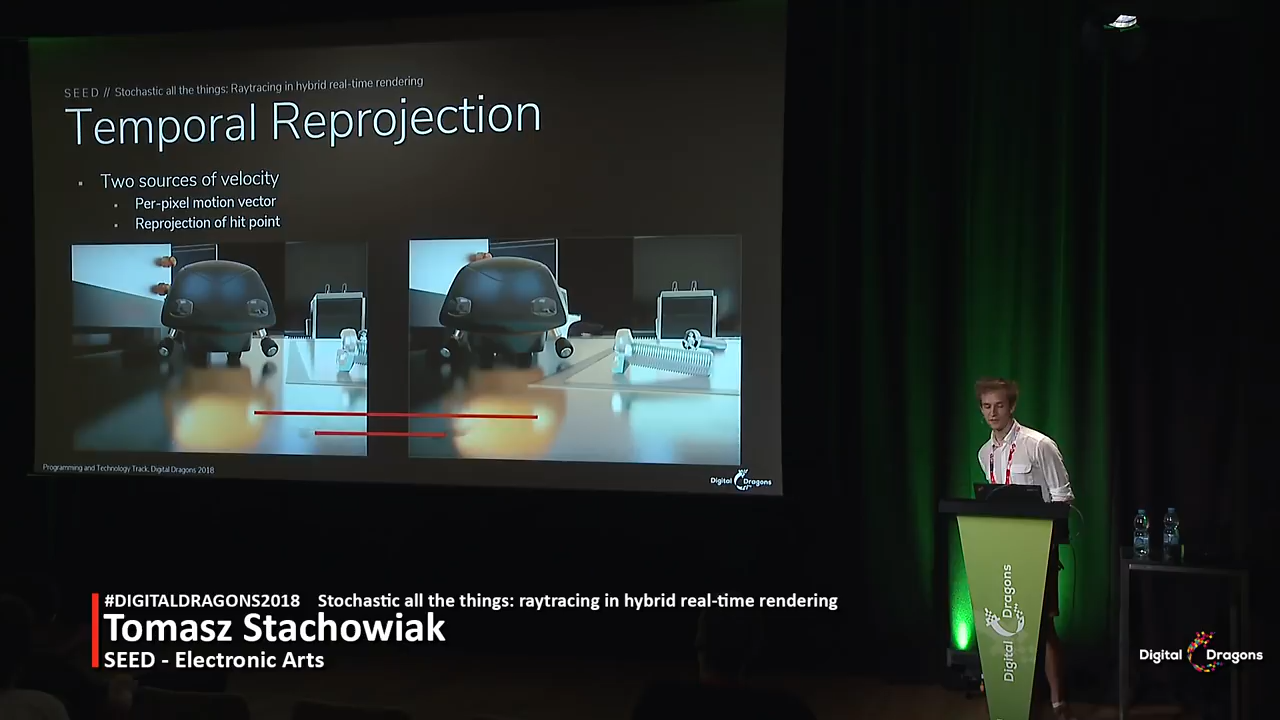 SEED // Stochastic all the things: Raytracing in hybrid real-time rendering
Temporal Reprojection
Two sources of velocity
Per-pixel motion vector
Reprojection of hit point
Programming and Technology Track, Digital Dragons 2018
Digital Dragons
Digital Dragons
#DIGITALDRAGONS2018 Stochastic all the things: raytracing in hybrid real-time rendering
Tomasz Stachowiak
SEED - Electronic Arts
Digital Dragons